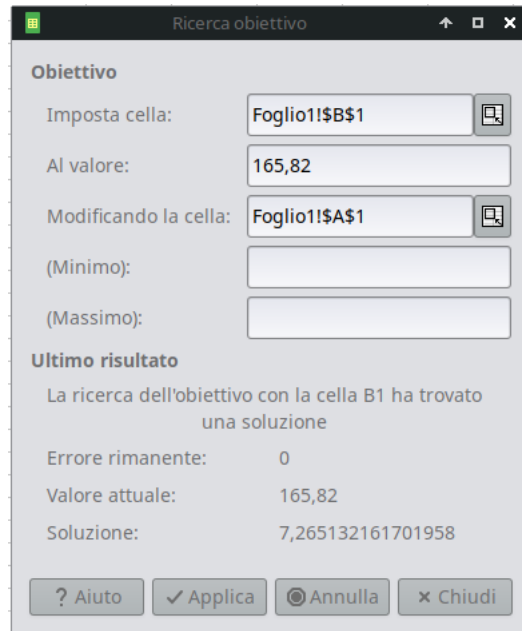 Ricerca obiettivo
Obiettivo
Imposta cella: Foglio1!$B$1
Al valore: 165,82
Modificando la cella: Foglio1!$A$1
(Minimo):
(Massimo):
Ultimo risultato
La ricerca dell'obiettivo con la cella B1 ha trovato
una soluzione
Errore rimanente: 0
Valore attuale: 165,82
Soluzione: 7,265132161701958
? Aiuto Applica Annulla Chiudi